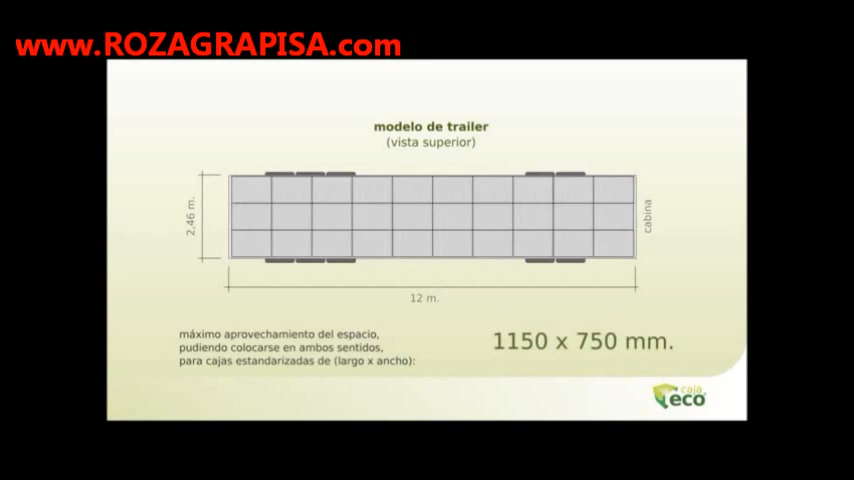 www.ROZAGRAPISA.com
modelo de trailer
(vista superior)
2,46 m.
cabina
12 m.
máximo aprovechamiento del espacio,
pudiendo colocarse en ambos sentidos,
para cajas estandarizadas de (largo x ancho):
1150 x 750 mm.
caja
eco